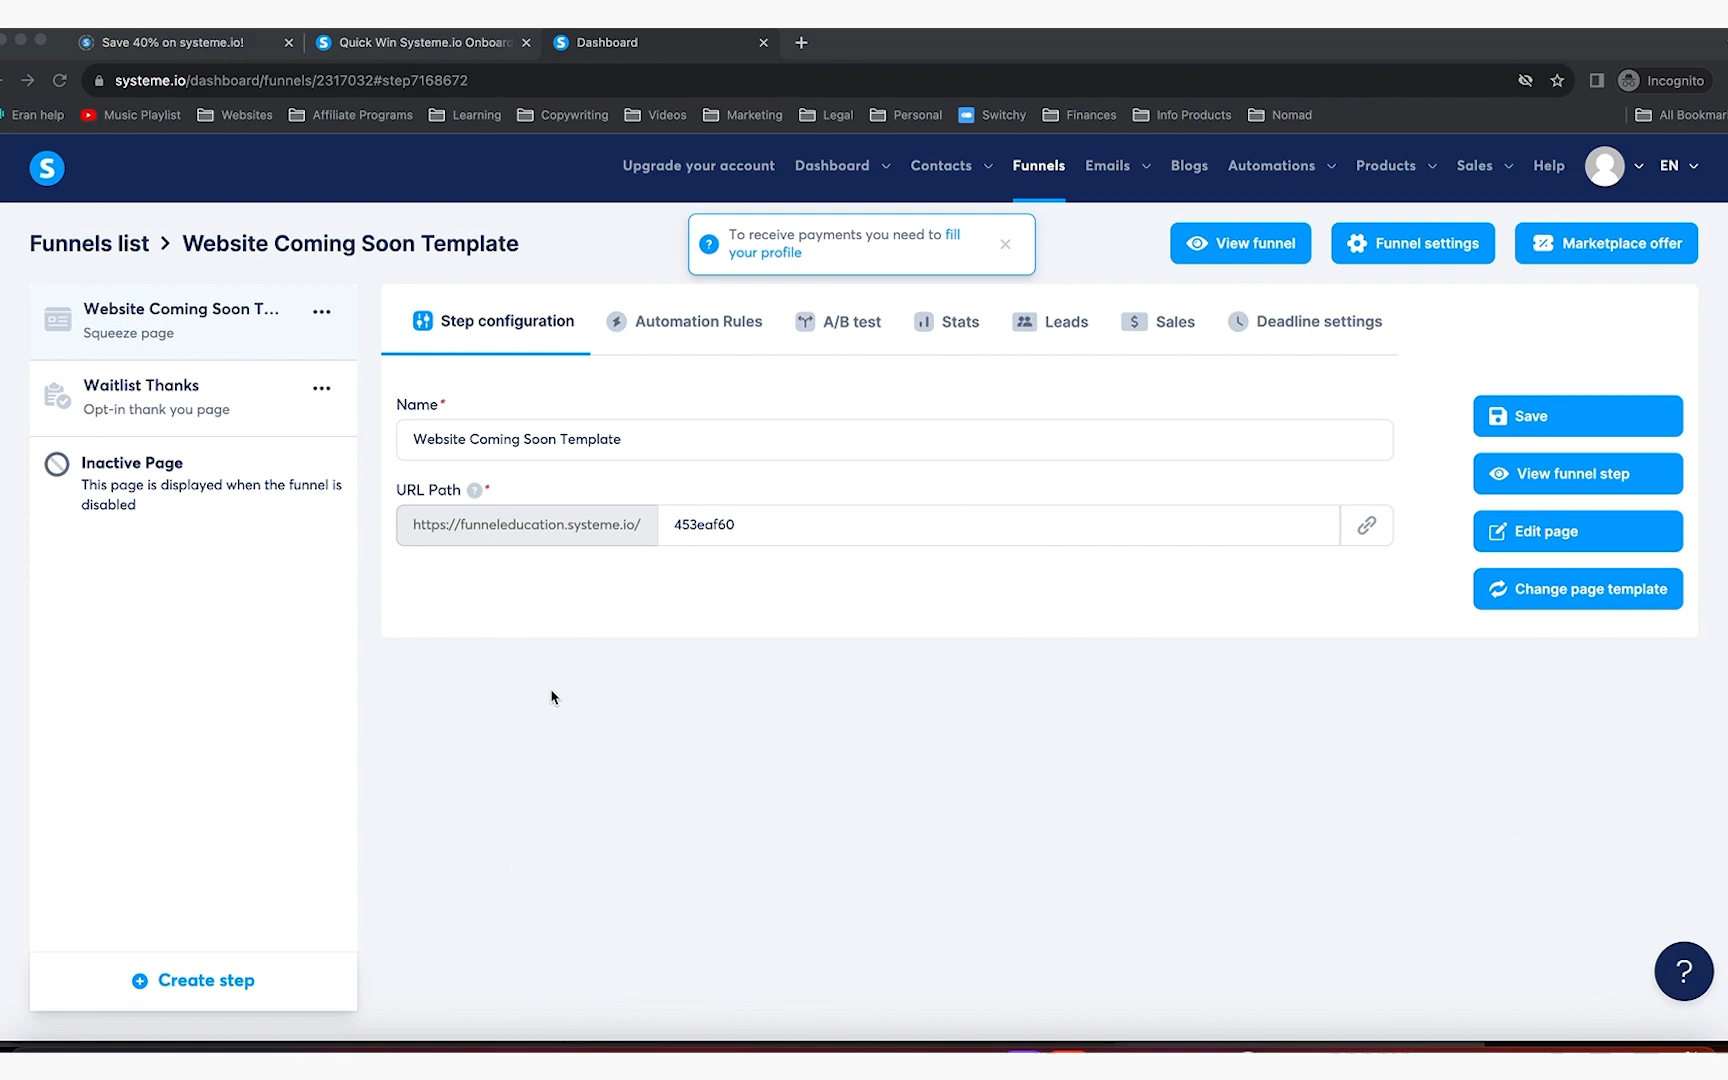 Save 40% on systeme.io!
Quick Win Systeme.io Onboard
Dashboard
systeme.io/dashboard/funnels/2317032#step7168672
Incognito
Eran help
Music Playlist
Websites
Affiliate Programs
Learning
Copywriting
Videos
Marketing
Legal
Personal
Switchy
Finances
Info Products
Nomad
All Bookmar
S
Upgrade your account
Dashboard
Contacts
Funnels
Emails
Blogs
Automations
Products
Sales
Help
EN
Funnels list > Website Coming Soon Template
To receive payments you need to fill
your profile
View funnel
Funnel settings
Marketplace offer
Website Coming Soon T...
Squeeze page
Waitlist Thanks
Opt-in thank you page
Inactive Page
This page is displayed when the funnel is
disabled
Create step
Step configuration
Automation Rules
A/B test
Stats
Leads
Sales
Deadline settings
Name*
Website Coming Soon Template
URL Path ? *
https://funneleducation.systeme.io/
453eaf60
Save
View funnel step
Edit page
Change page template
?